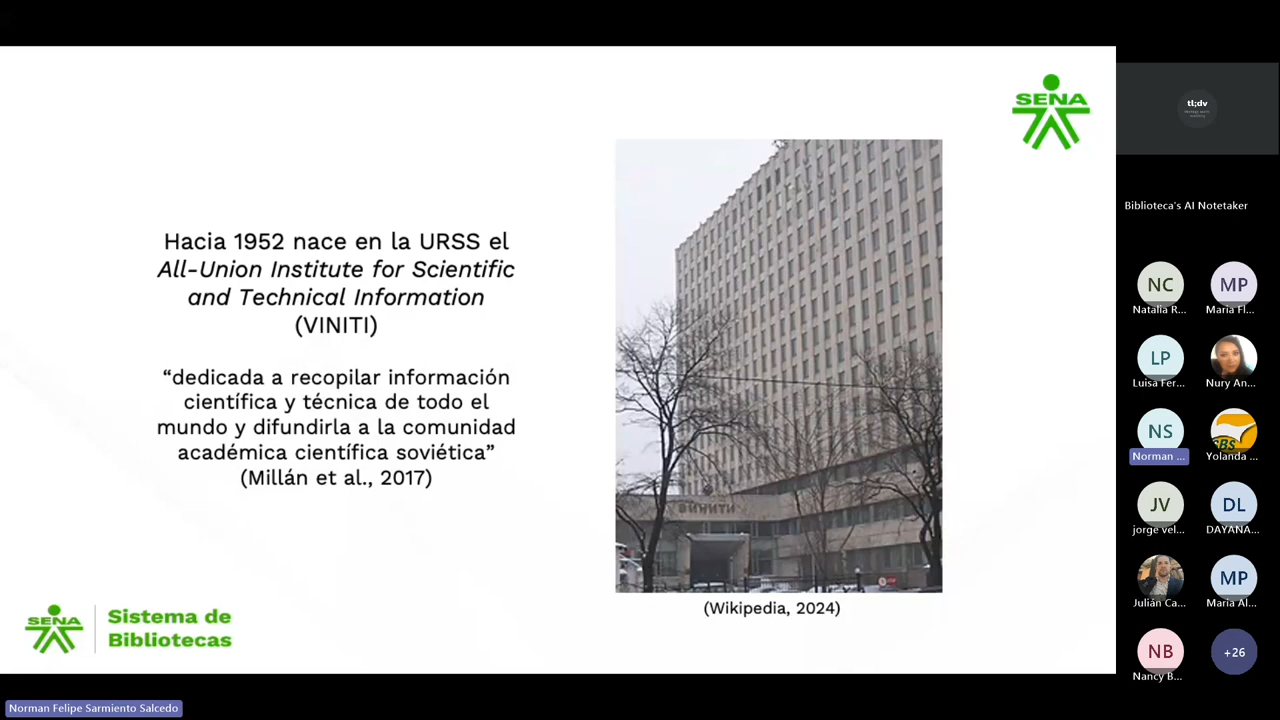 SENA
Hacia 1952 nace en la URSS el
All-Union Institute for Scientific
and Technical Information
(VINITI)
“dedicada a recopilar información
científica y técnica de todo el
mundo y difundirla a la comunidad
académica científica soviética”
(Millán et al., 2017)
(Wikipedia, 2024)
SENA
Sistema de
Bibliotecas
Norman Felipe Sarmiento Salcedo
tl;dv
Biblioteca's AI Notetaker
NC
MP
Natalia R...
Maria Fl...
LP
Luisa Fer...
Nury An...
NS
SBS
Norman ...
Yolanda ...
JV
DL
jorge vel...
DAYANA...
MP
Julián Ca...
Maria Al...
NB
+26
Nancy B...